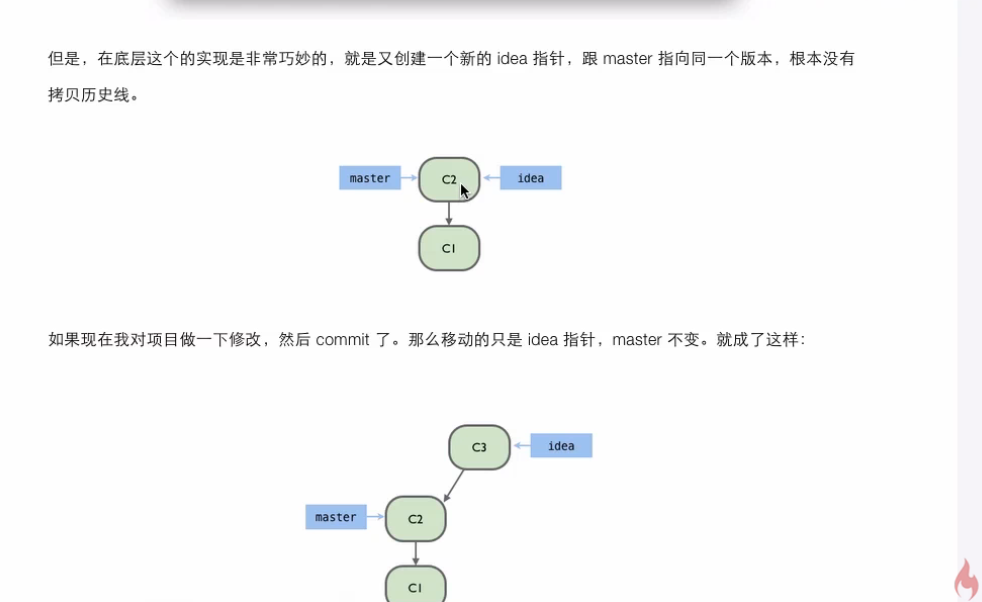 但是，在底层这个的实现是非常巧妙的，就是又创建一个新的 idea 指针，跟 master 指向同一个版本，根本没有
拷贝历史线。
master C2 idea
C1
如果现在我对项目做一下修改，然后 commit 了。那么移动的只是 idea 指针，master 不变。就成了这样：
C3 idea
master C2
C1